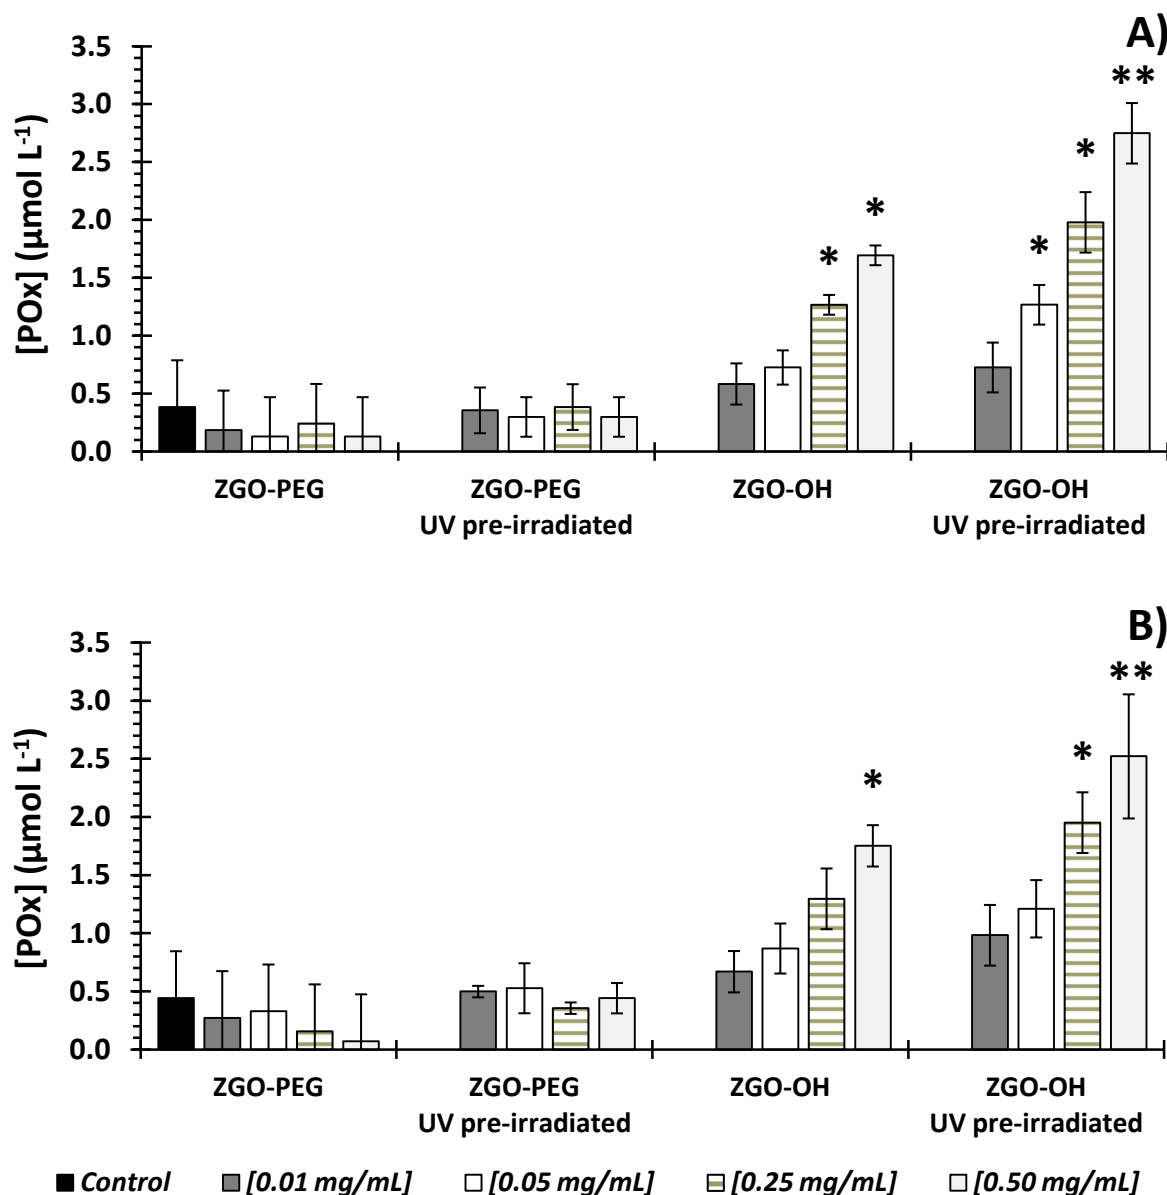 A)
[POx] (µmol L-1)
3.5
3.0
2.5
2.0
1.5
1.0
0.5
0.0
**
*
*
*
*
*
ZGO-PEG
ZGO-PEG
UV pre-irradiated
ZGO-OH
ZGO-OH
UV pre-irradiated
B)
[POx] (µmol L-1)
3.5
3.0
2.5
2.0
1.5
1.0
0.5
0.0
**
*
*
ZGO-PEG
ZGO-PEG
UV pre-irradiated
ZGO-OH
ZGO-OH
UV pre-irradiated
Control [0.01 mg/mL] [0.05 mg/mL] [0.25 mg/mL] [0.50 mg/mL]